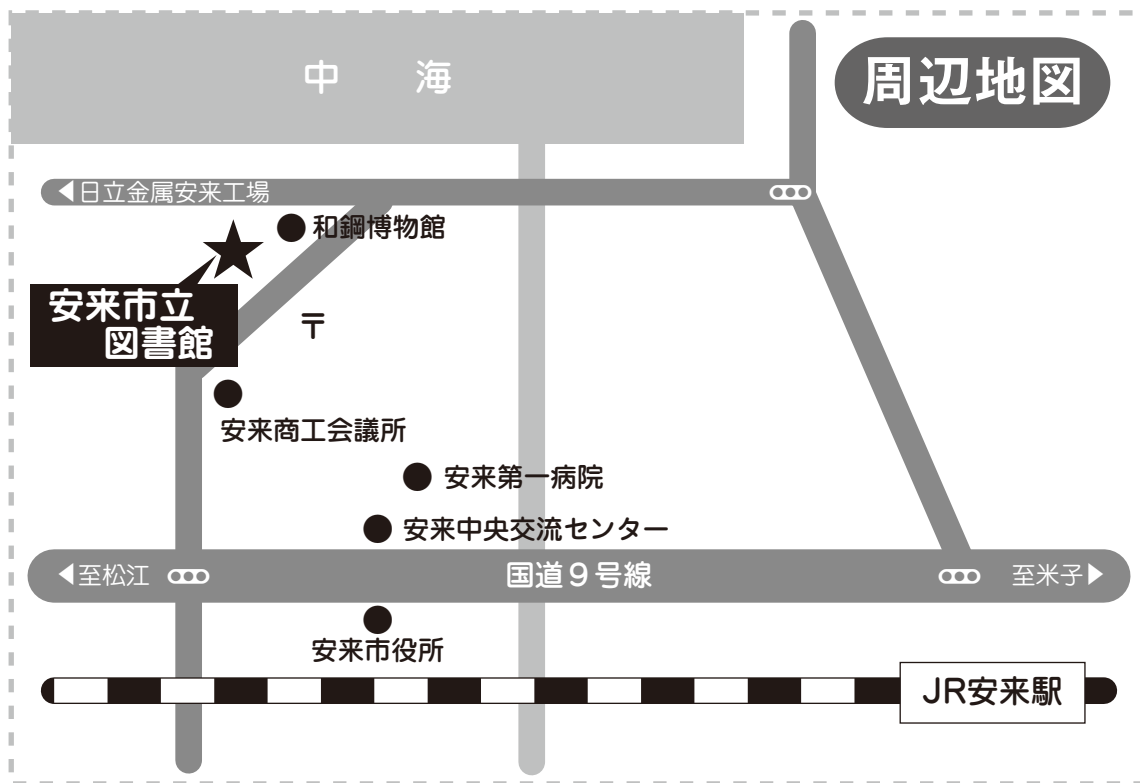 周辺地図
中 海
◀日立金属安来工場
和鋼博物館
安来市立
図書館
〒
安来商工会議所
安来第一病院
安来中央交流センター
◀至松江
国道9号線
至米子▶
安来市役所
JR安来駅